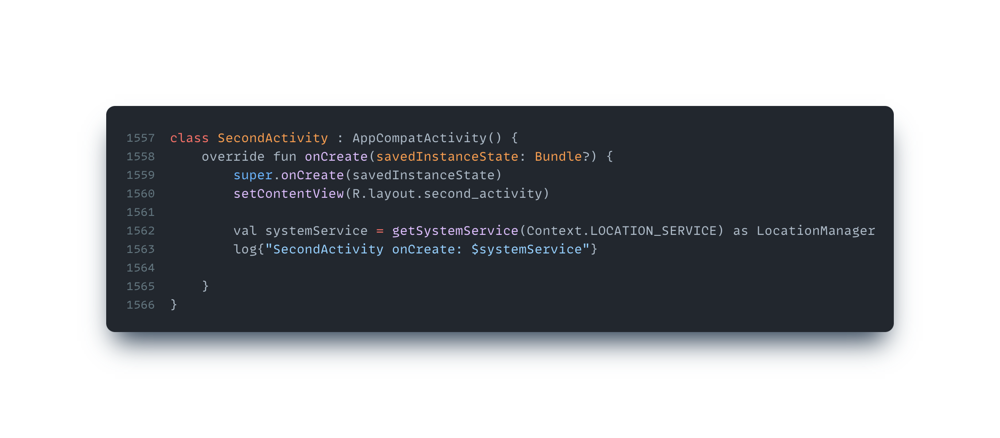 1557 class SecondActivity : AppCompatActivity() {
1558     override fun onCreate(savedInstanceState: Bundle?) {
1559         super.onCreate(savedInstanceState)
1560         setContentView(R.layout.second_activity)
1561
1562         val systemService = getSystemService(Context.LOCATION_SERVICE) as LocationManager
1563         log{"SecondActivity onCreate: $systemService"}
1564
1565     }
1566 }